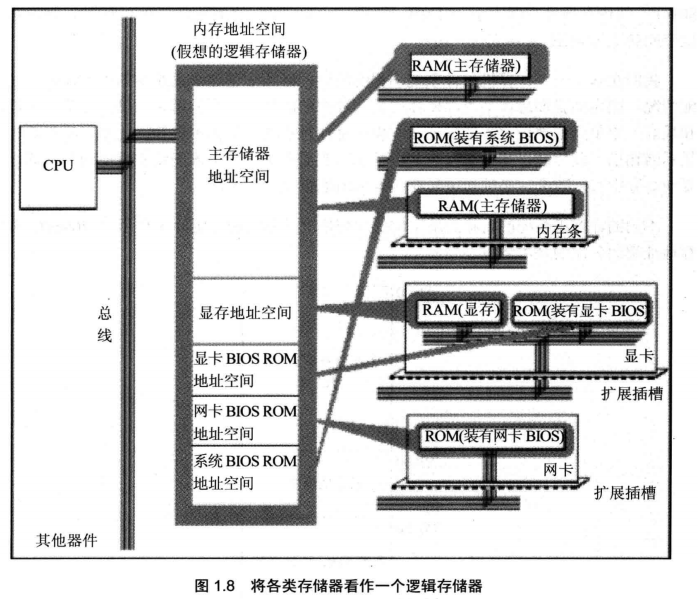 内存地址空间
(假想的逻辑存储器)
CPU
总
线
其他器件
主存储器
地址空间
显存地址空间
显卡 BIOS ROM
地址空间
网卡 BIOS ROM
地址空间
系统 BIOS ROM
地址空间
RAM(主存储器)
ROM(装有系统 BIOS)
RAM(主存储器)
内存条
RAM(显存)
ROM(装有显卡 BIOS)
显卡
扩展插槽
ROM(装有网卡 BIOS)
网卡
扩展插槽
图 1.8 将各类存储器看作一个逻辑存储器